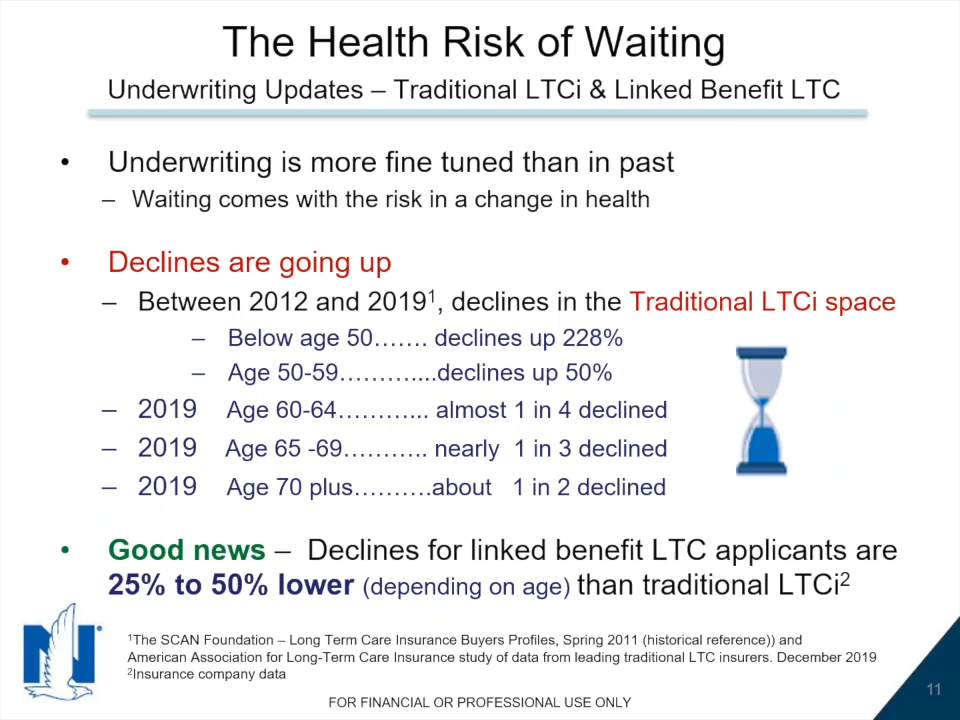 The Health Risk of Waiting
Underwriting Updates – Traditional LTCi & Linked Benefit LTC
• Underwriting is more fine tuned than in past
– Waiting comes with the risk in a change in health
• Declines are going up
– Between 2012 and 2019¹, declines in the Traditional LTCi space
– Below age 50……. declines up 228%
– Age 50-59………....declines up 50%
– 2019 Age 60-64………... almost 1 in 4 declined
– 2019 Age 65 -69……….. nearly 1 in 3 declined
– 2019 Age 70 plus……….about 1 in 2 declined
• Good news – Declines for linked benefit LTC applicants are
25% to 50% lower (depending on age) than traditional LTCi²
¹The SCAN Foundation – Long Term Care Insurance Buyers Profiles, Spring 2011 (historical reference)) and
American Association for Long-Term Care Insurance study of data from leading traditional LTC insurers. December 2019
²Insurance company data
FOR FINANCIAL OR PROFESSIONAL USE ONLY
11